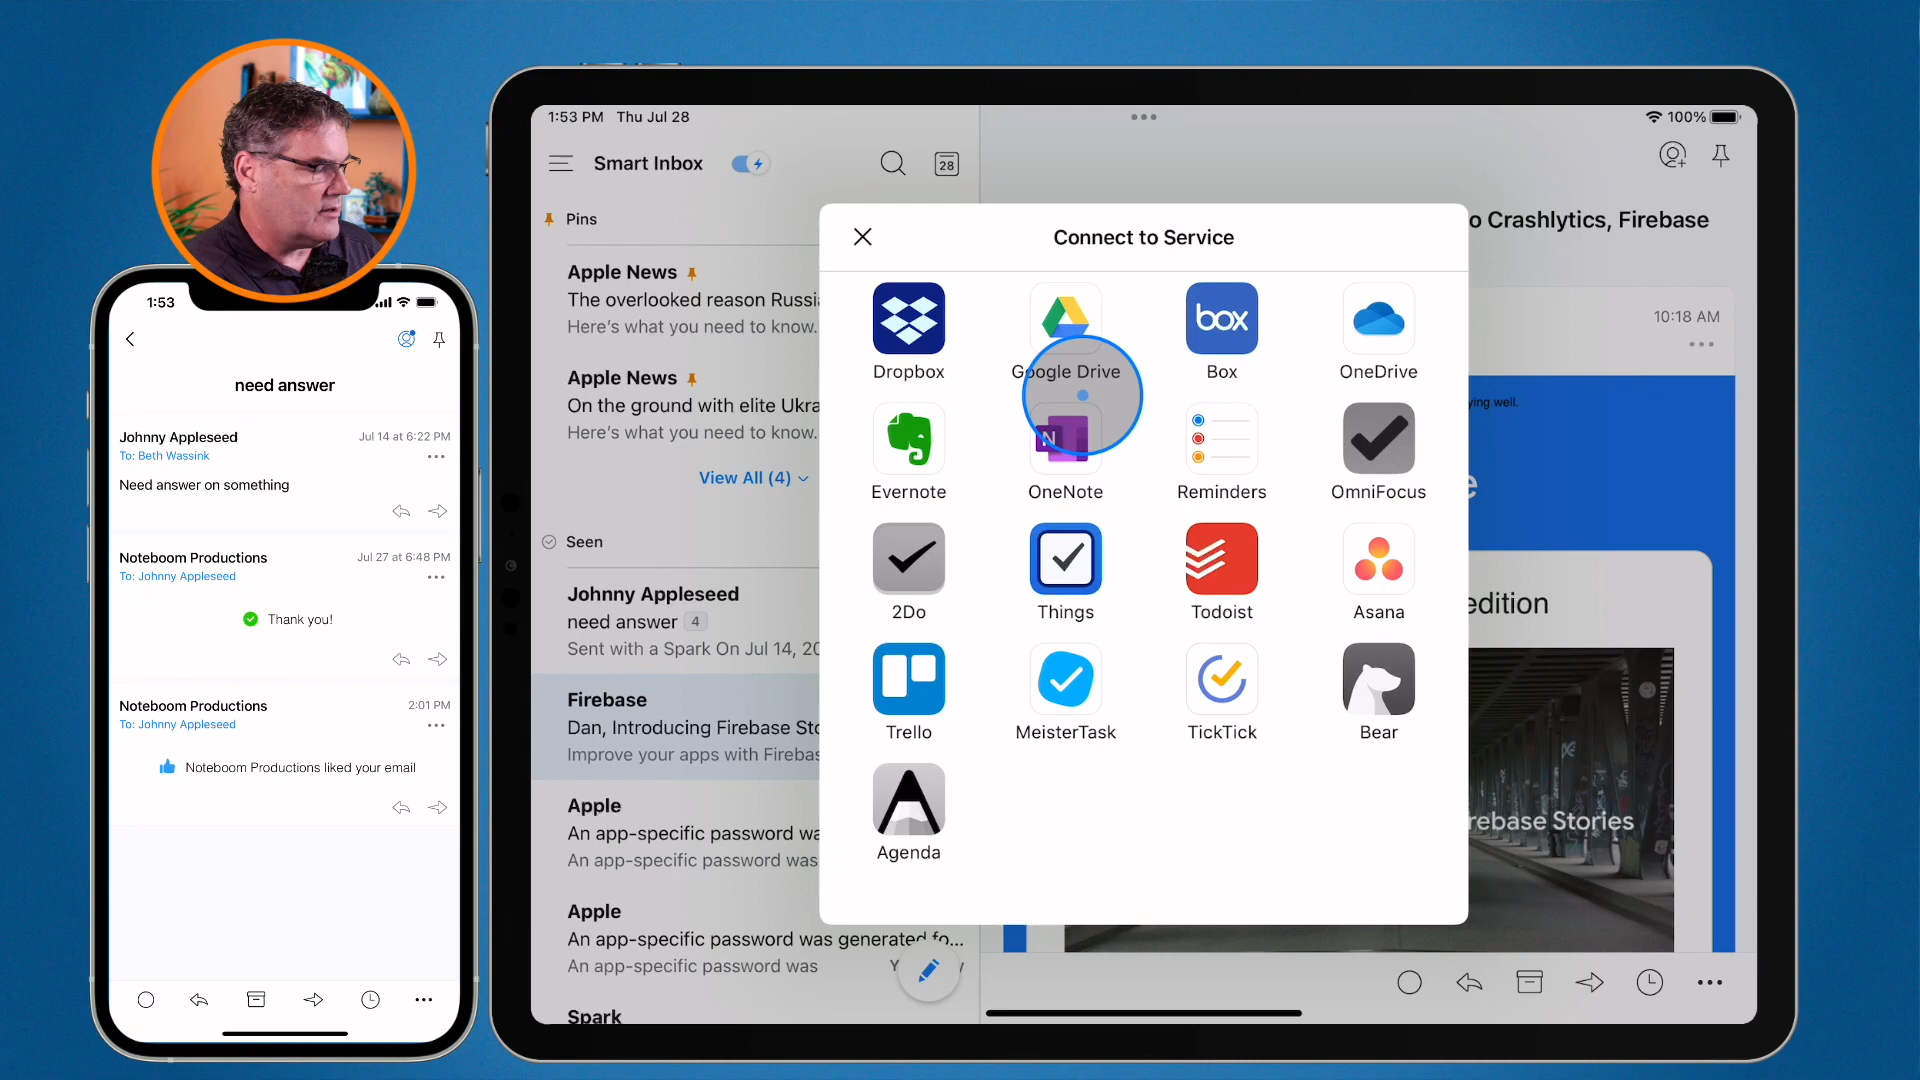 1:53
need answer
Johnny Appleseed
Jul 14 at 6:22 PM
To: Beth Wassink
Need answer on something
Noteboom Productions
Jul 27 at 6:48 PM
To: Johnny Appleseed
Thank you!
Noteboom Productions
2:01 PM
To: Johnny Appleseed
Noteboom Productions liked your email
1:53 PM Thu Jul 28
100%
Smart Inbox
28
Pins
Apple News
The overlooked reason Russi
Here's what you need to know.
Apple News
On the ground with elite Ukra
Here's what you need to know.
View All (4)
Seen
Johnny Appleseed
need answer 4
Sent with a Spark On Jul 14, 20
Firebase
Dan, Introducing Firebase Sto
Improve your apps with Firebas
Apple
An app-specific password wa
An app-specific password was
Apple
An app-specific password was generated fo...
An app-specific password was
Spark
Connect to Service
Dropbox
Google Drive
box
Box
OneDrive
Evernote
N
OneNote
Reminders
OmniFocus
2Do
Things
Todoist
Asana
Trello
MeisterTask
TickTick
Bear
Agenda
o Crashlytics, Firebase
10:18 AM
ying well.
e
edition
rebase Stories